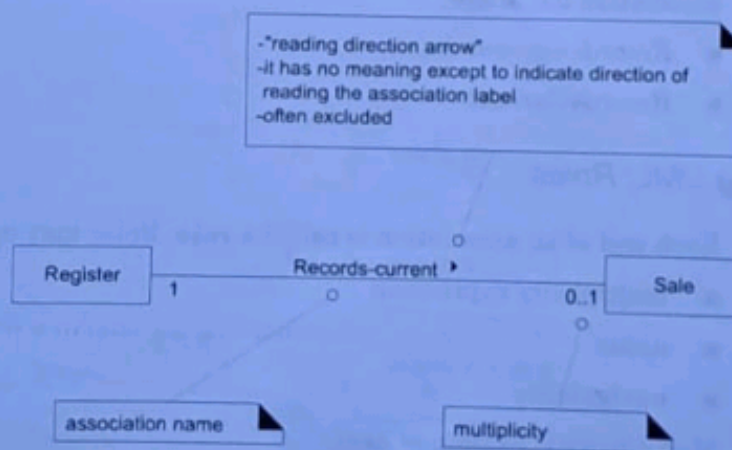 -"reading direction arrow"
-it has no meaning except to indicate direction of
reading the association label
-often excluded
Records-current
Register
1
0..1
Sale
association name
multiplicity